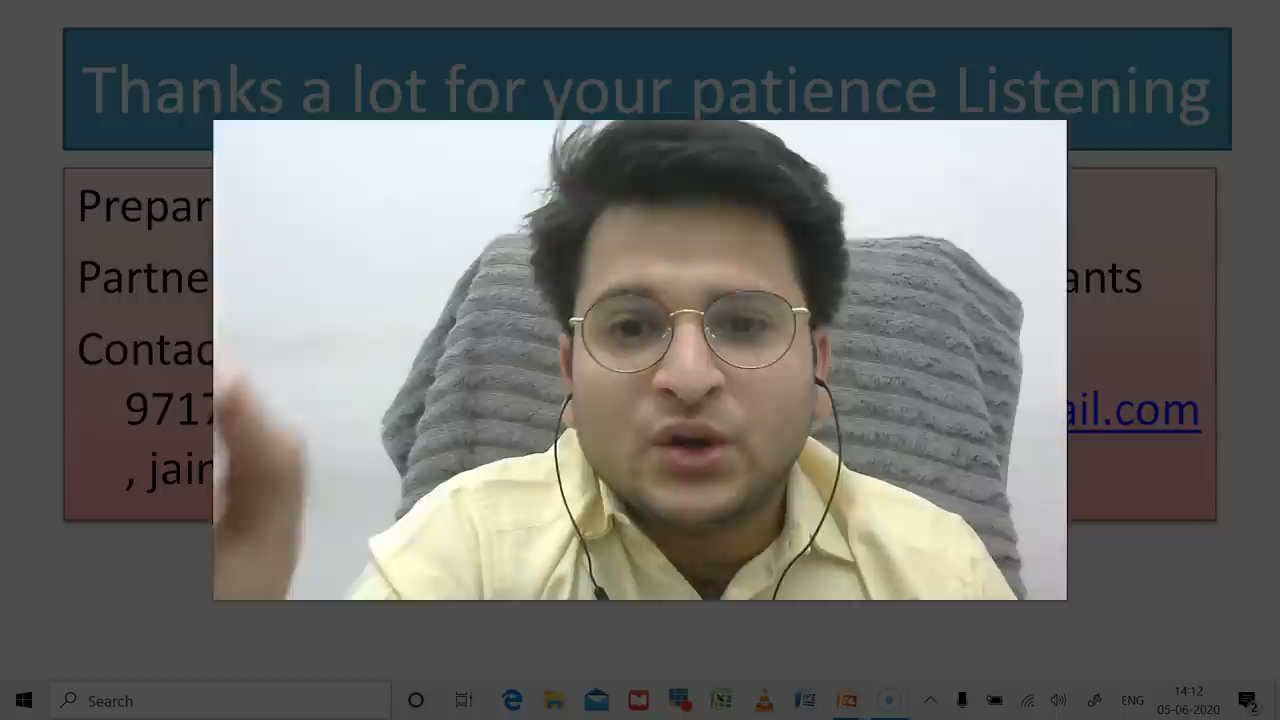 Thanks a lot for your patience Listening
Prepar
Partne ants
Contac
9717 ail.com
, jain
Search
ENG
14:12
05-06-2020
2